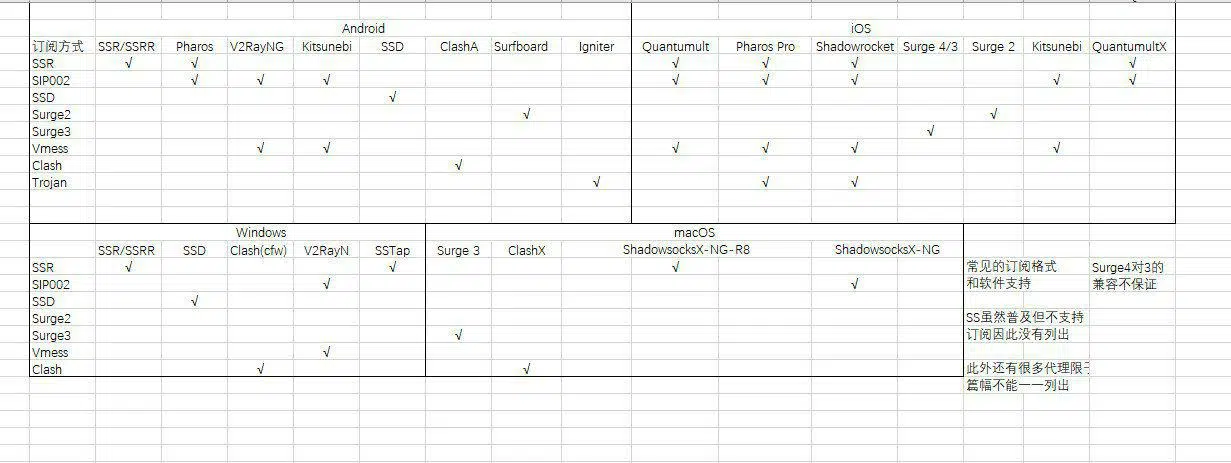 Android iOS
订阅方式 SSR/SSRR Pharos V2RayNG Kitsunebi SSD ClashA Surfboard Igniter Quantumult Pharos Pro Shadowrocket Surge 4/3 Surge 2 Kitsunebi QuantumultX
SSR √ √ √ √ √ √
SIP002 √ √ √ √ √ √ √ √
SSD √
Surge2 √ √
Surge3 √
Vmess √ √ √ √ √ √
Clash √
Trojan √ √ √
Windows macOS
SSR/SSRR SSD Clash(cfw) V2RayN SSTap Surge 3 ClashX ShadowsocksX-NG-R8 ShadowsocksX-NG
SSR √ √ √ 常见的订阅格式 Surge4对3的
SIP002 √ √ 和软件支持 兼容不保证
SSD √
Surge2 SS虽然普及但不支持
Surge3 √ 订阅因此没有列出
Vmess √
Clash √ √ 此外还有很多代理限于
篇幅不能一一列出